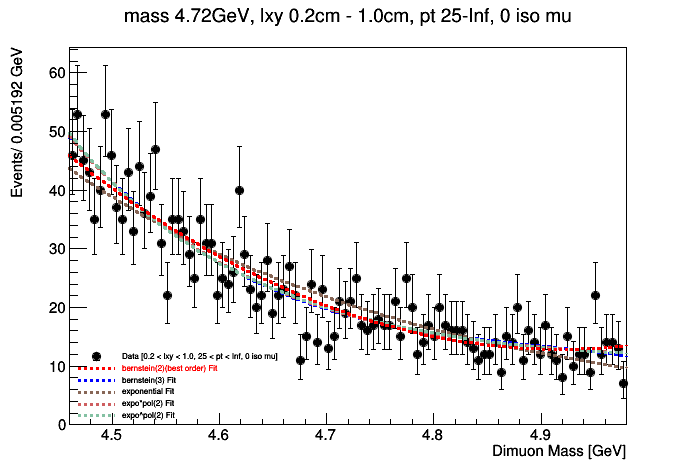 mass 4.72GeV, lxy 0.2cm - 1.0cm, pt 25-Inf, 0 iso mu
Events/ 0.005192 GeV
60
50
40
30
20
10
0
Data [0.2 < lxy < 1.0, 25 < pt < Inf, 0 iso mu]
bernstein(2)(best order) Fit
bernstein(3) Fit
exponential Fit
expo*pol(2) Fit
expo^pol(2) Fit
4.5
4.6
4.7
4.8
4.9
Dimuon Mass [GeV]